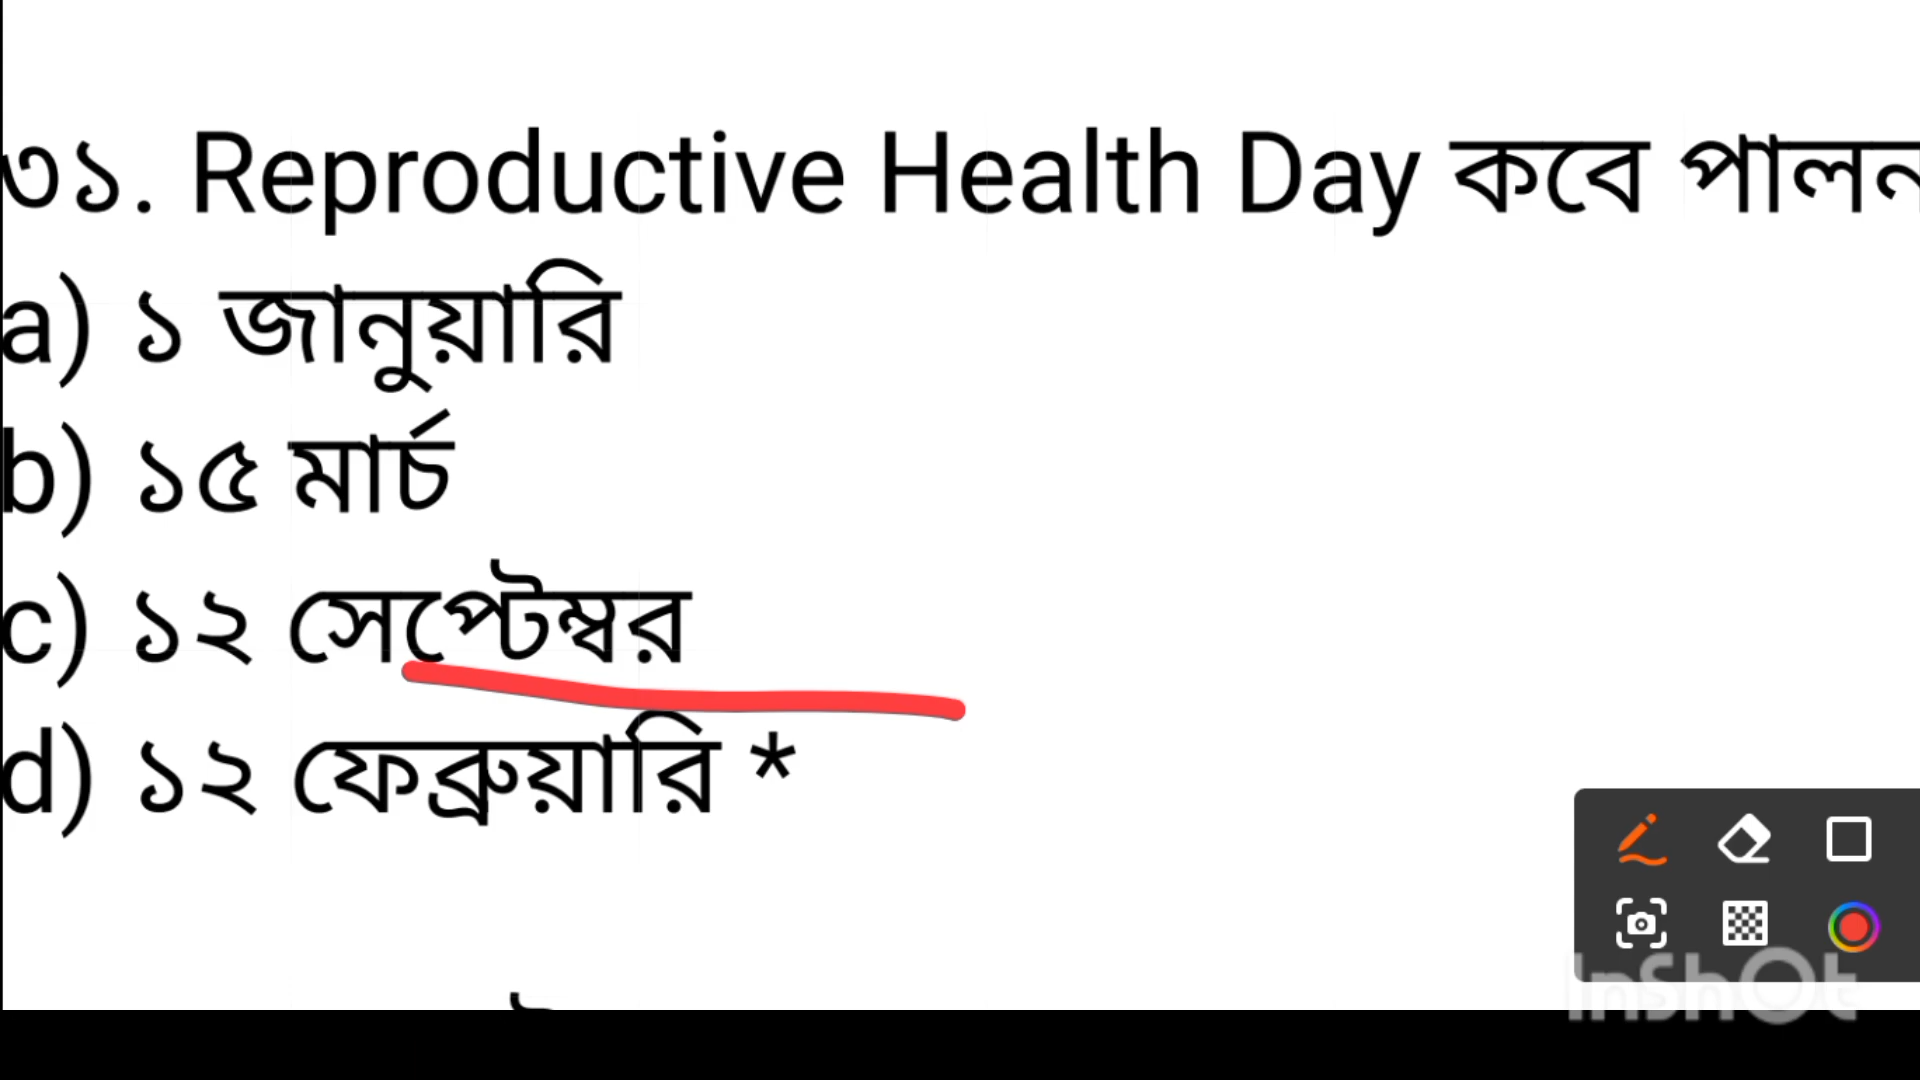 ৩১. Reproductive Health Day কবে পালন
a) ১ জানুয়ারি
b) ১৫ মার্চ
c) ১২ সেপ্টেম্বর
d) ১২ ফেব্রুয়ারি *
InShOt